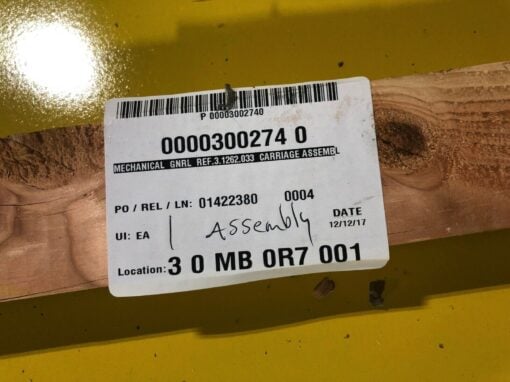 P 00003002740
0000300274 0
MECHANICAL GNRL REF.3.1262.033 CARRIAGE ASSEMBL
PO / REL / LN: 01422380 0004
UI: EA | Assembly DATE
12/12/17
Location: 3 0 MB 0R7 001